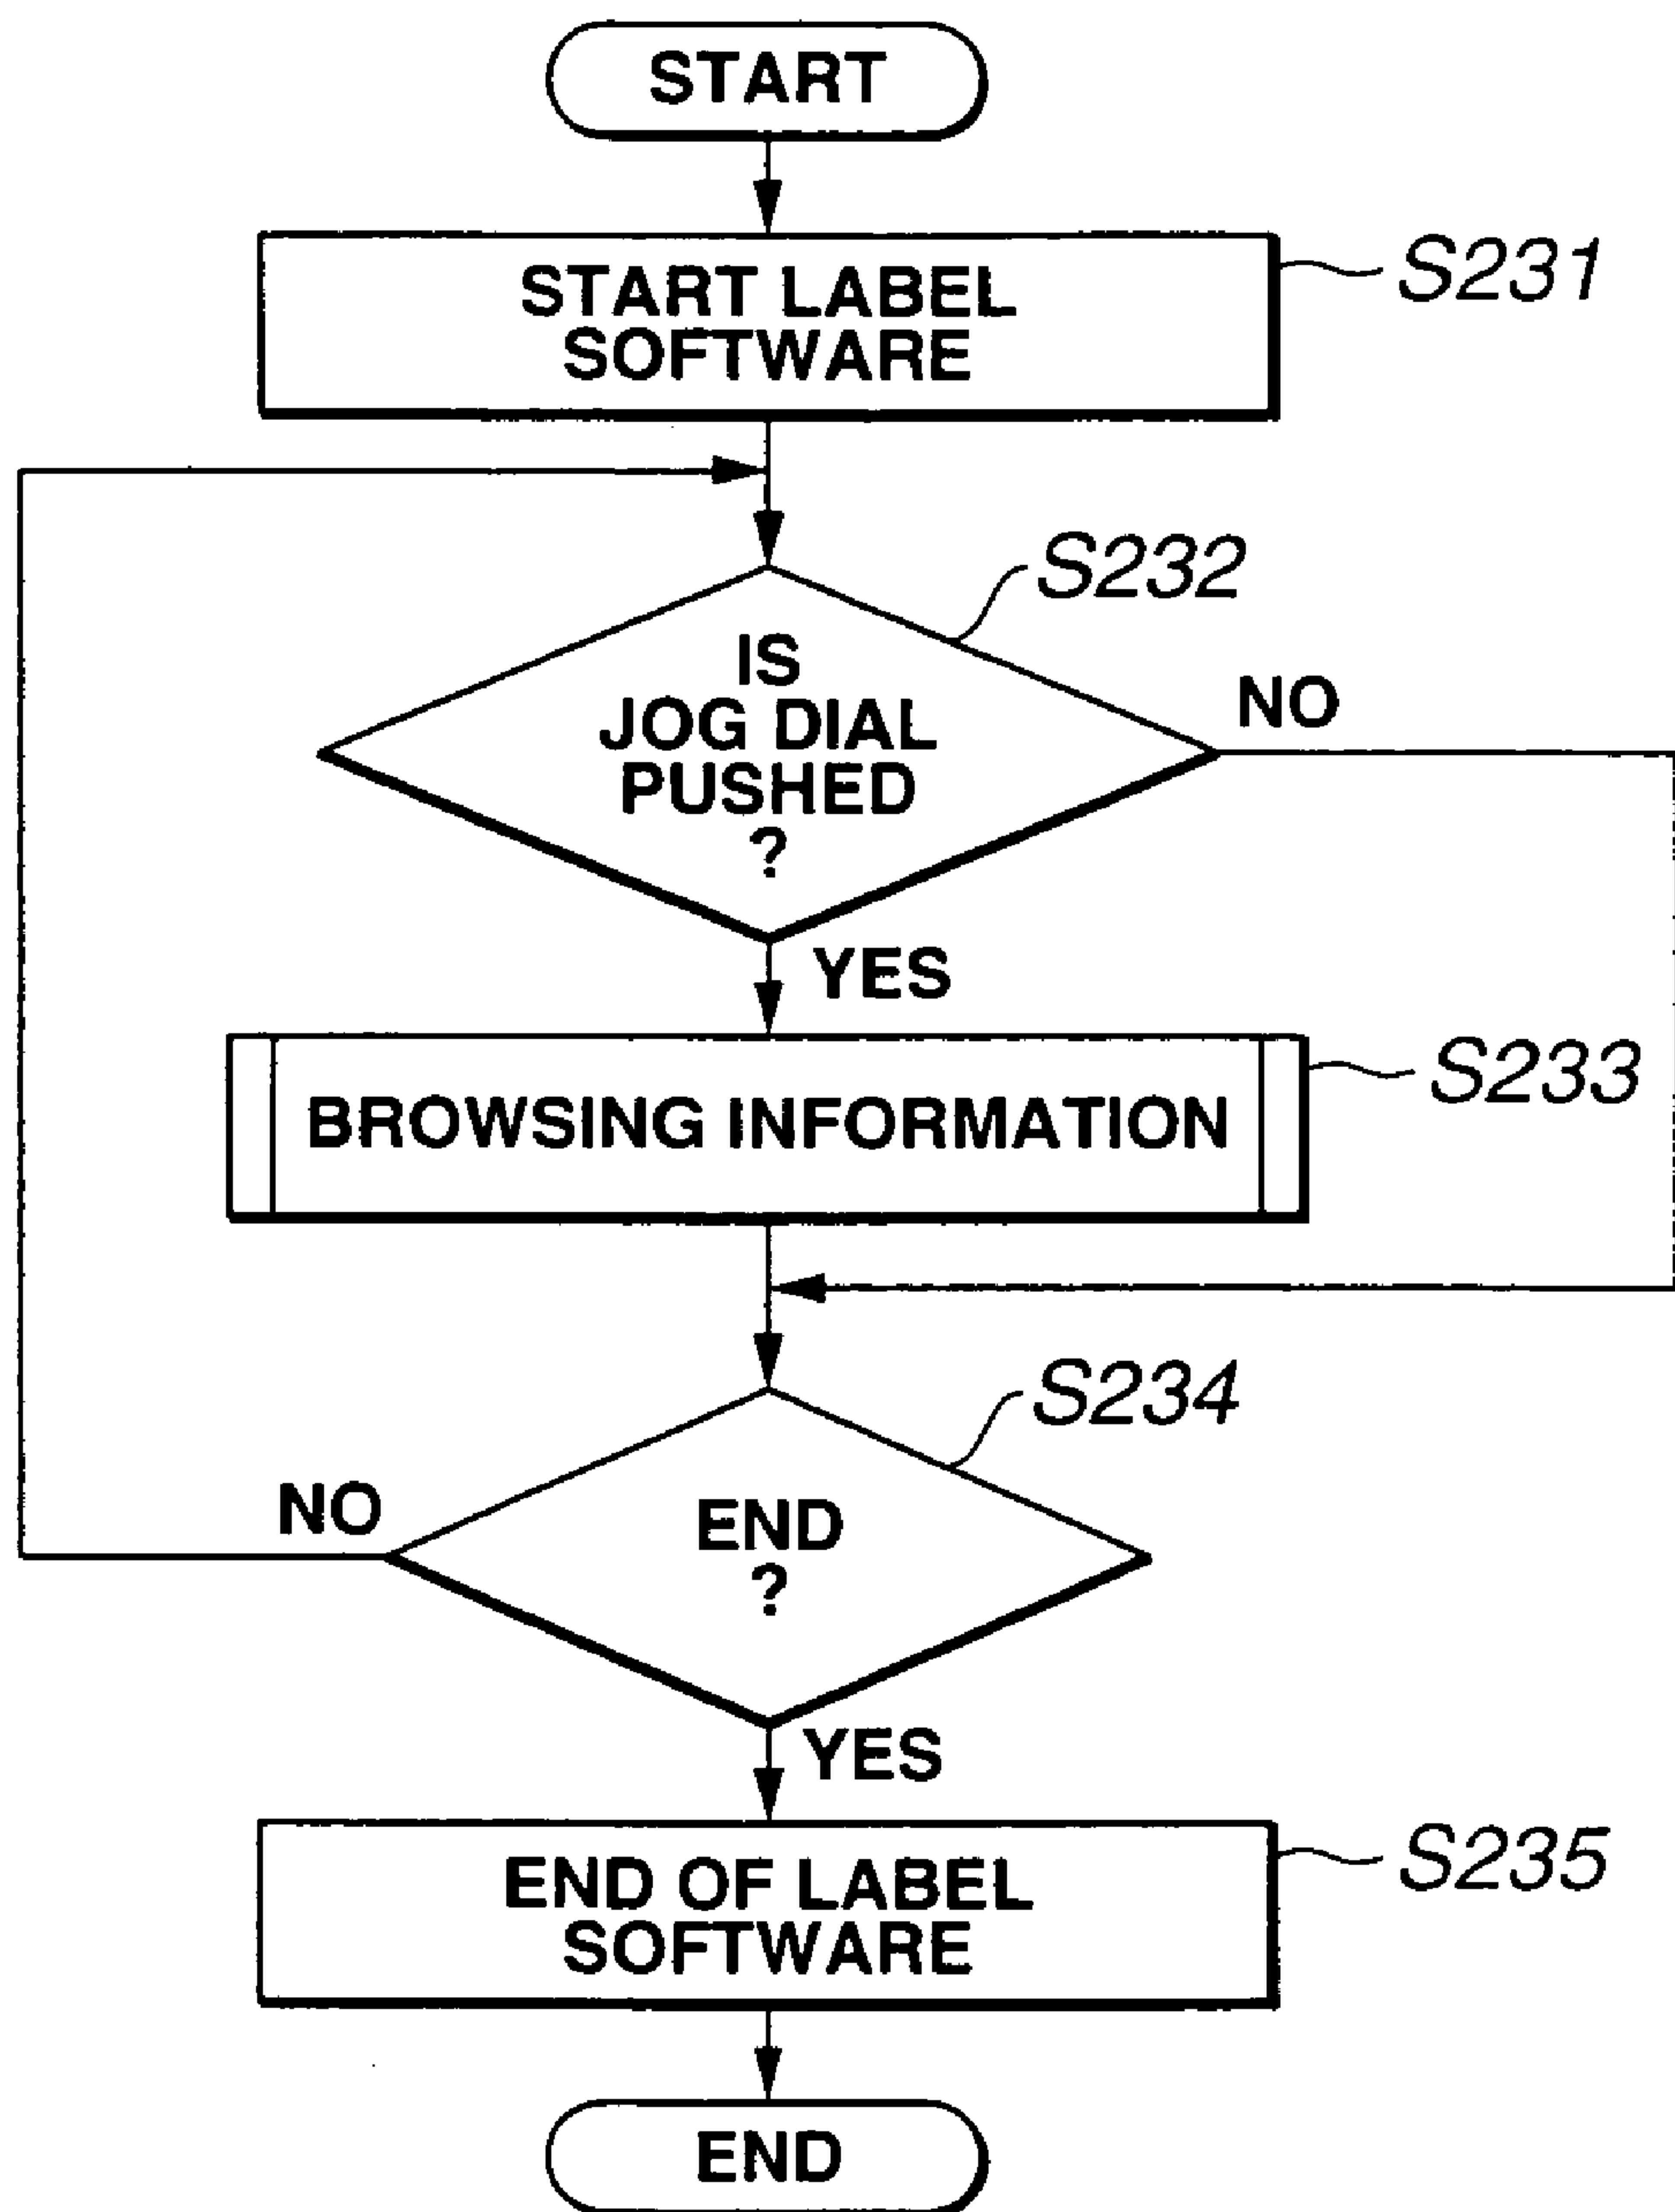 START
START LABEL
SOFTWARE
S231
S232
IS
JOG DIAL
PUSHED
?
NO
YES
S233
BROWSING INFORMATION
S234
NO
END
?
YES
END OF LABEL
SOFTWARE
S235
END